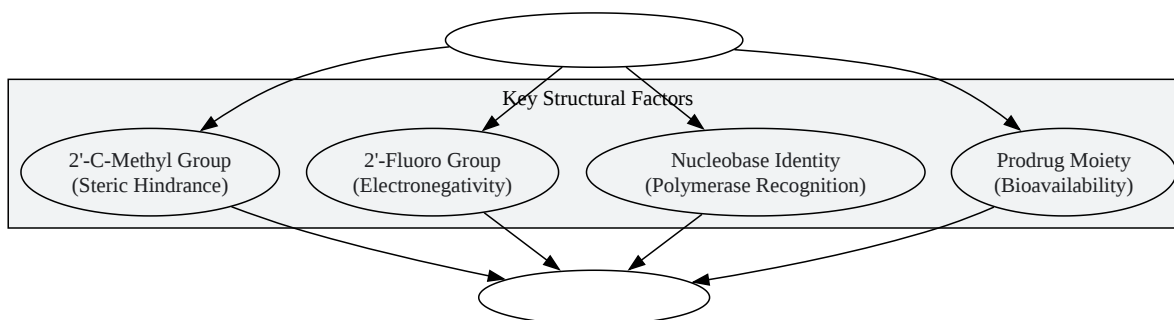 Key Structural Factors
2'-C-Methyl Group
(Steric Hindrance)
2'-Fluoro Group
(Electronegativity)
Nucleobase Identity
(Polymerase Recognition)
Prodrug Moiety
(Bioavailability)